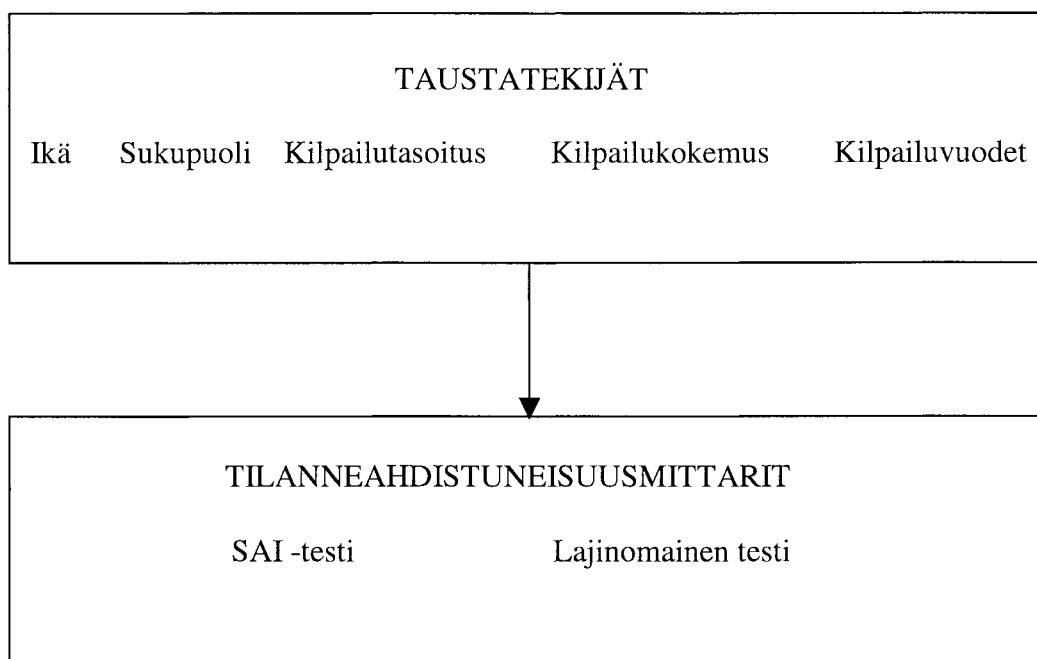 TAUSTATEKIJÄT
Ikä Sukupuoli Kilpailutasoitus Kilpailukokemus Kilpailuvuodet
TILANNEAHDISTUNEISUUSMITTARIT
SAI -testi Lajinomainen testi